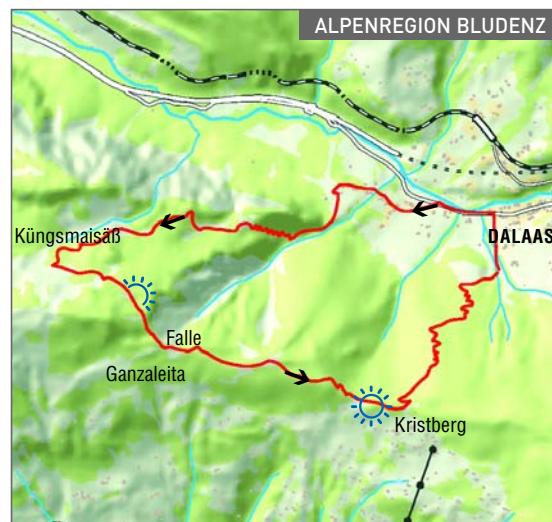 ALPENREGION BLUDENZ
Küngsmaisäß
DALAAS
Falle
Ganzaleita
Kristberg